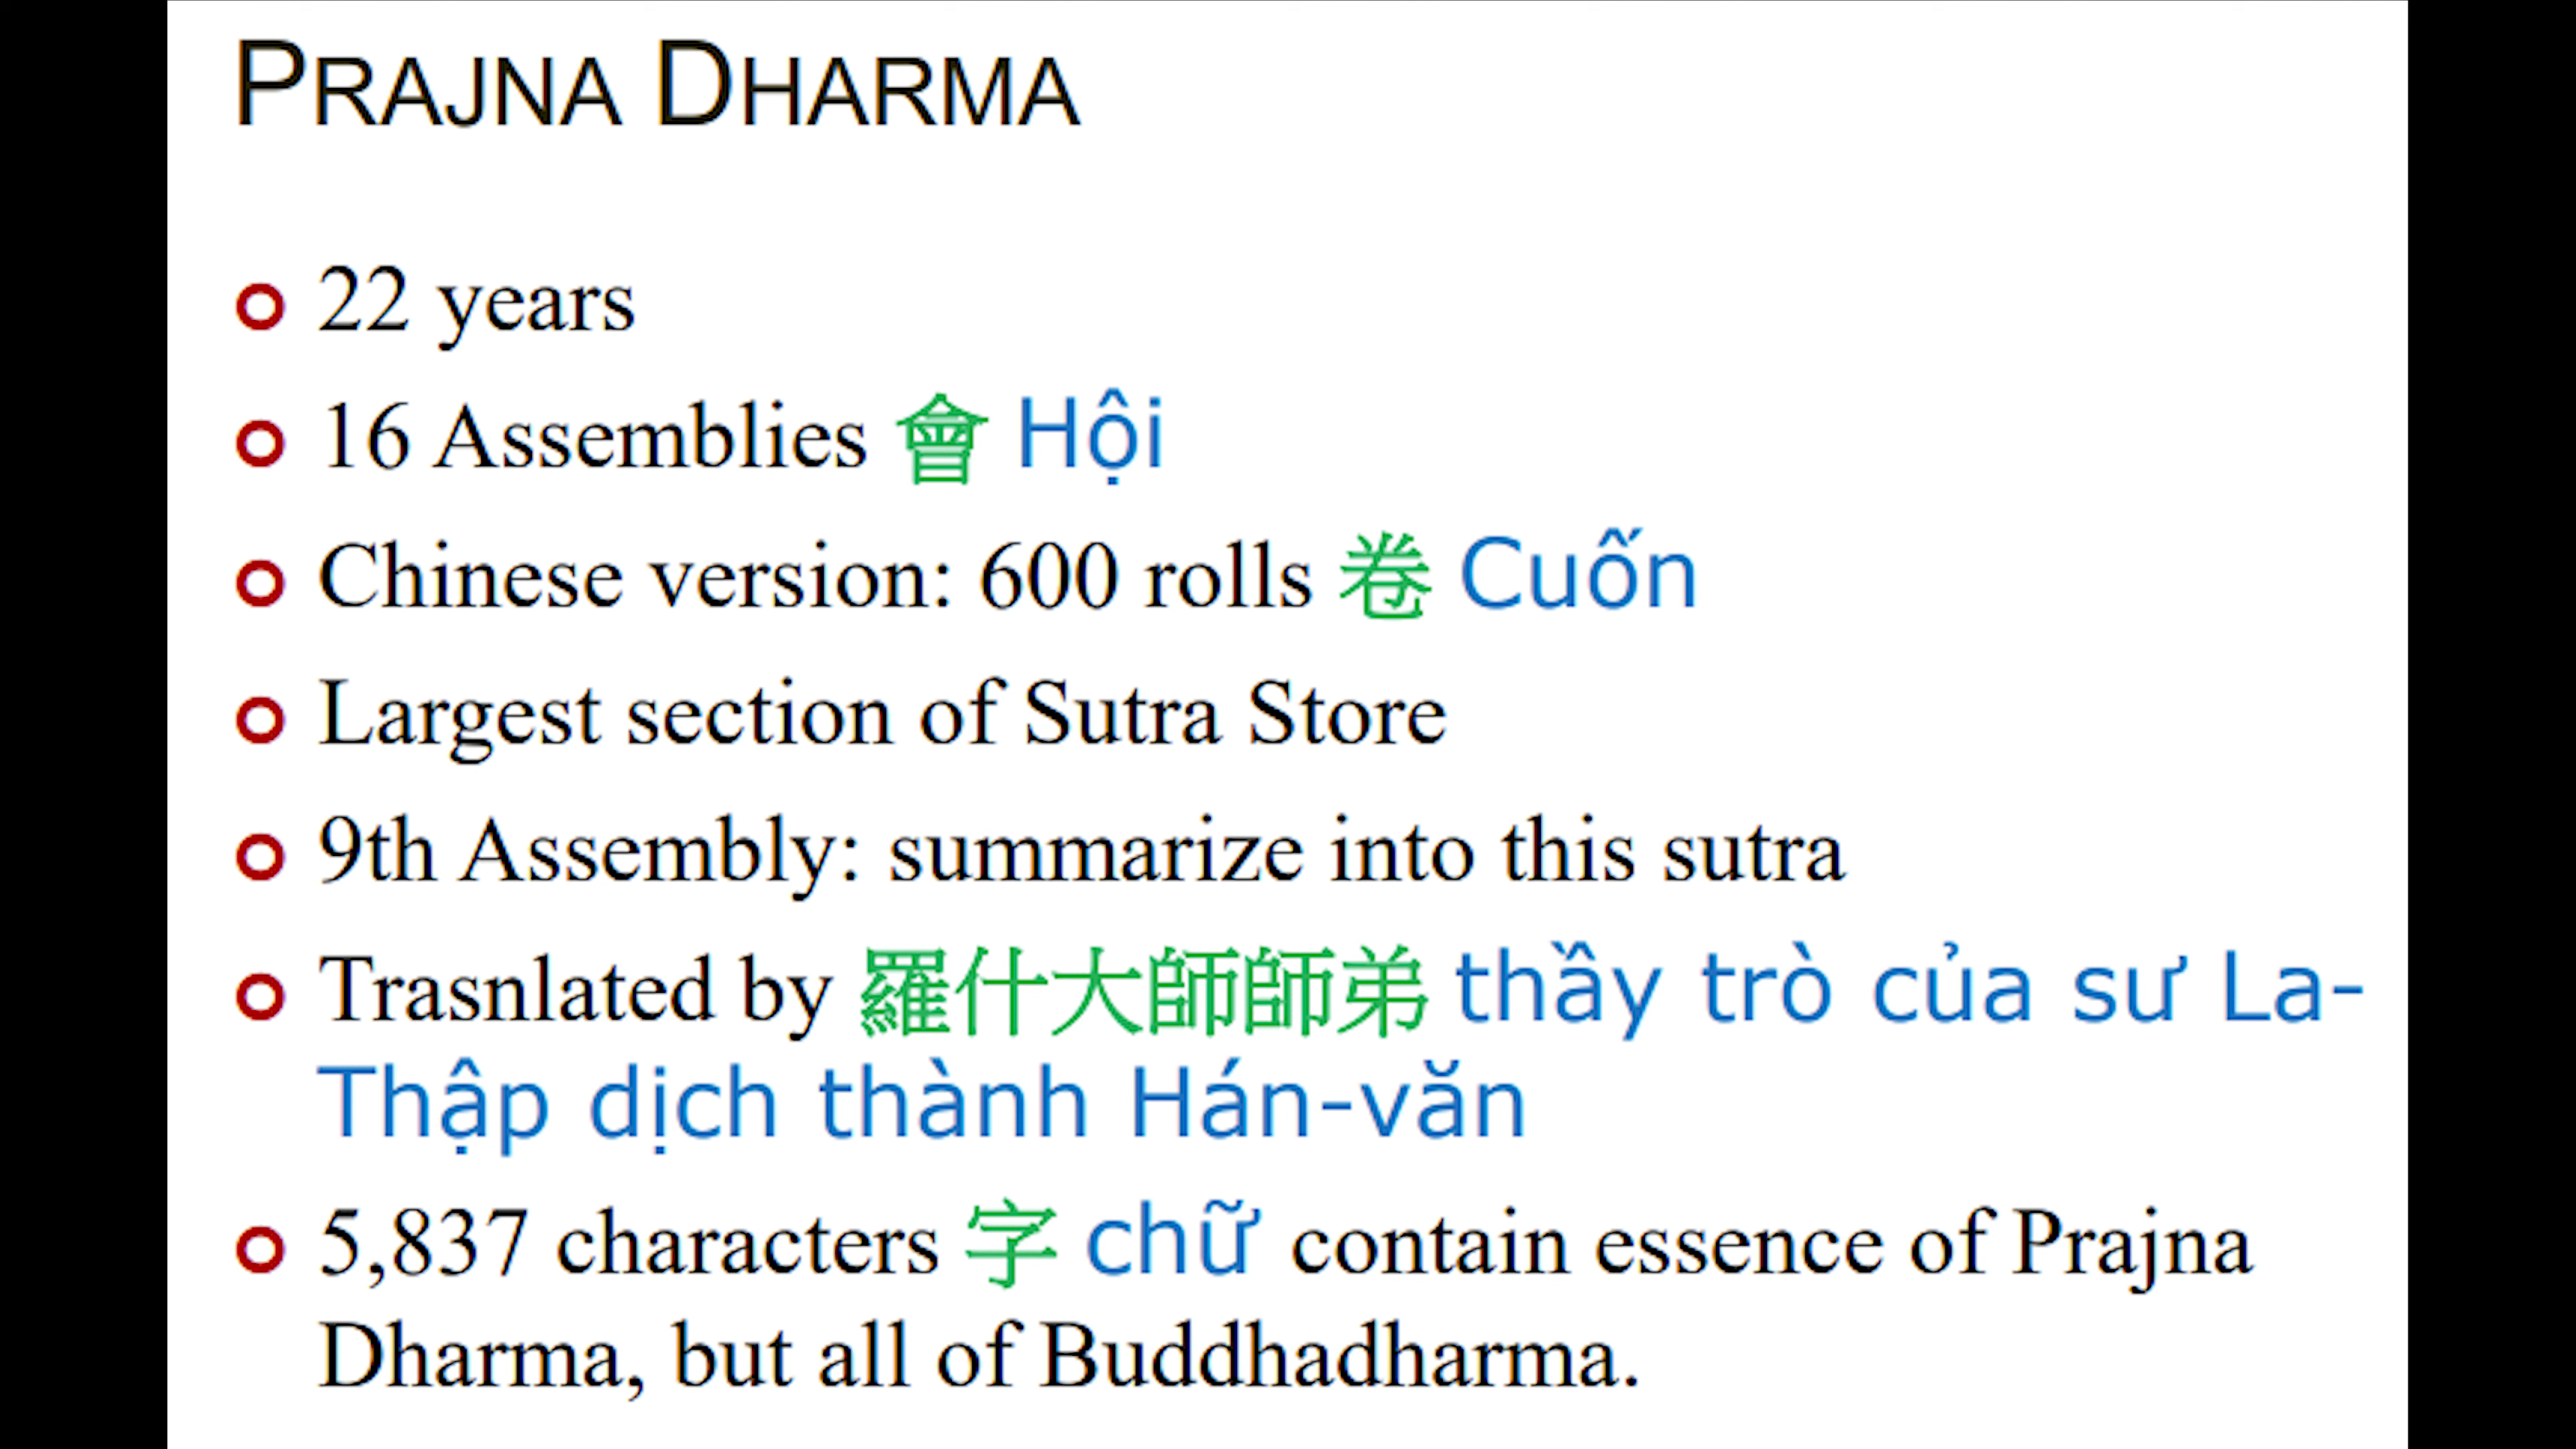 PRAJNA DHARMA
22 years
16 Assemblies 會 Hội
Chinese version: 600 rolls 卷 Cuốn
Largest section of Sutra Store
9th Assembly: summarize into this sutra
Trasnlated by 羅什大師師弟 thầy trò của sư La-
Thập dịch thành Hán-văn
5,837 characters 字 chữ contain essence of Prajna
Dharma, but all of Buddhadharma.